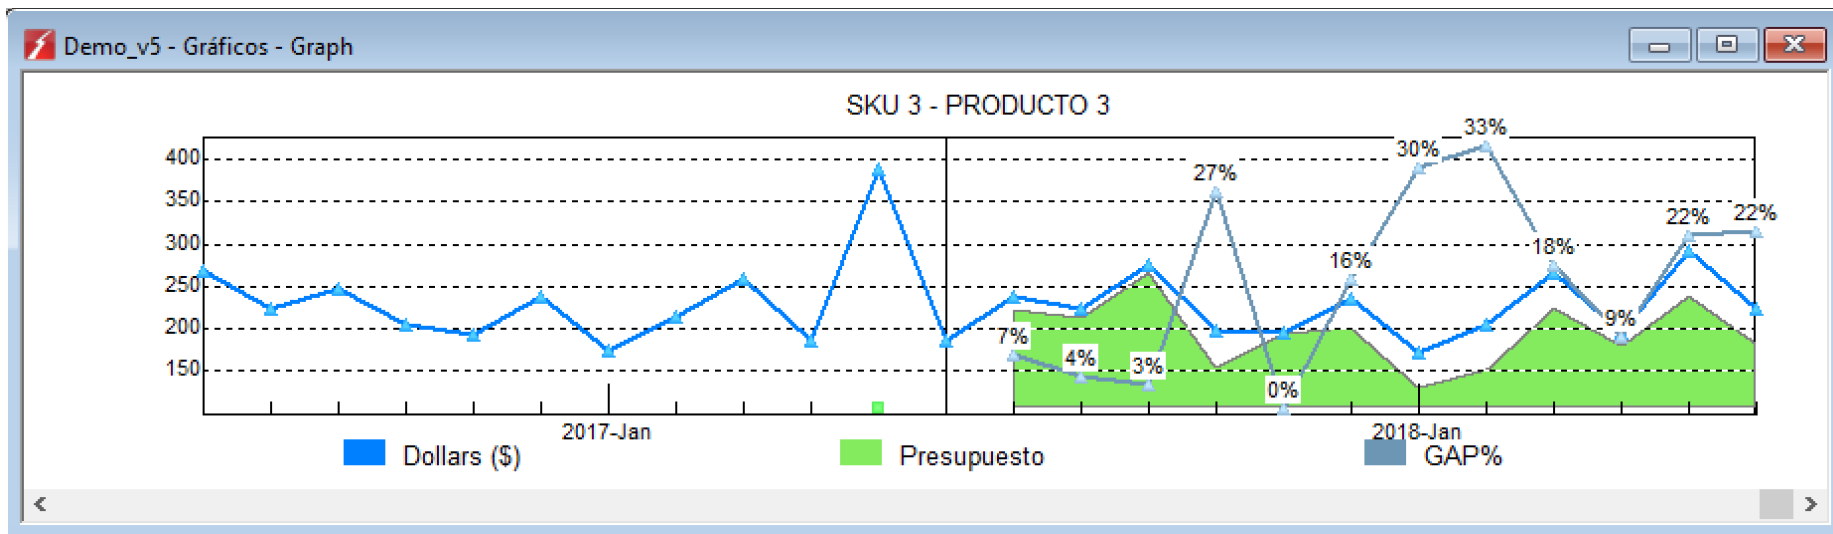 Demo_v5 - Gráficos - Graph
SKU 3 - PRODUCTO 3
400
350
300
250
200
150
7%
4%
3%
27%
0%
16%
30%
33%
18%
9%
22%
22%
2017-Jan
2018-Jan
Dollars ($)
Presupuesto
GAP%